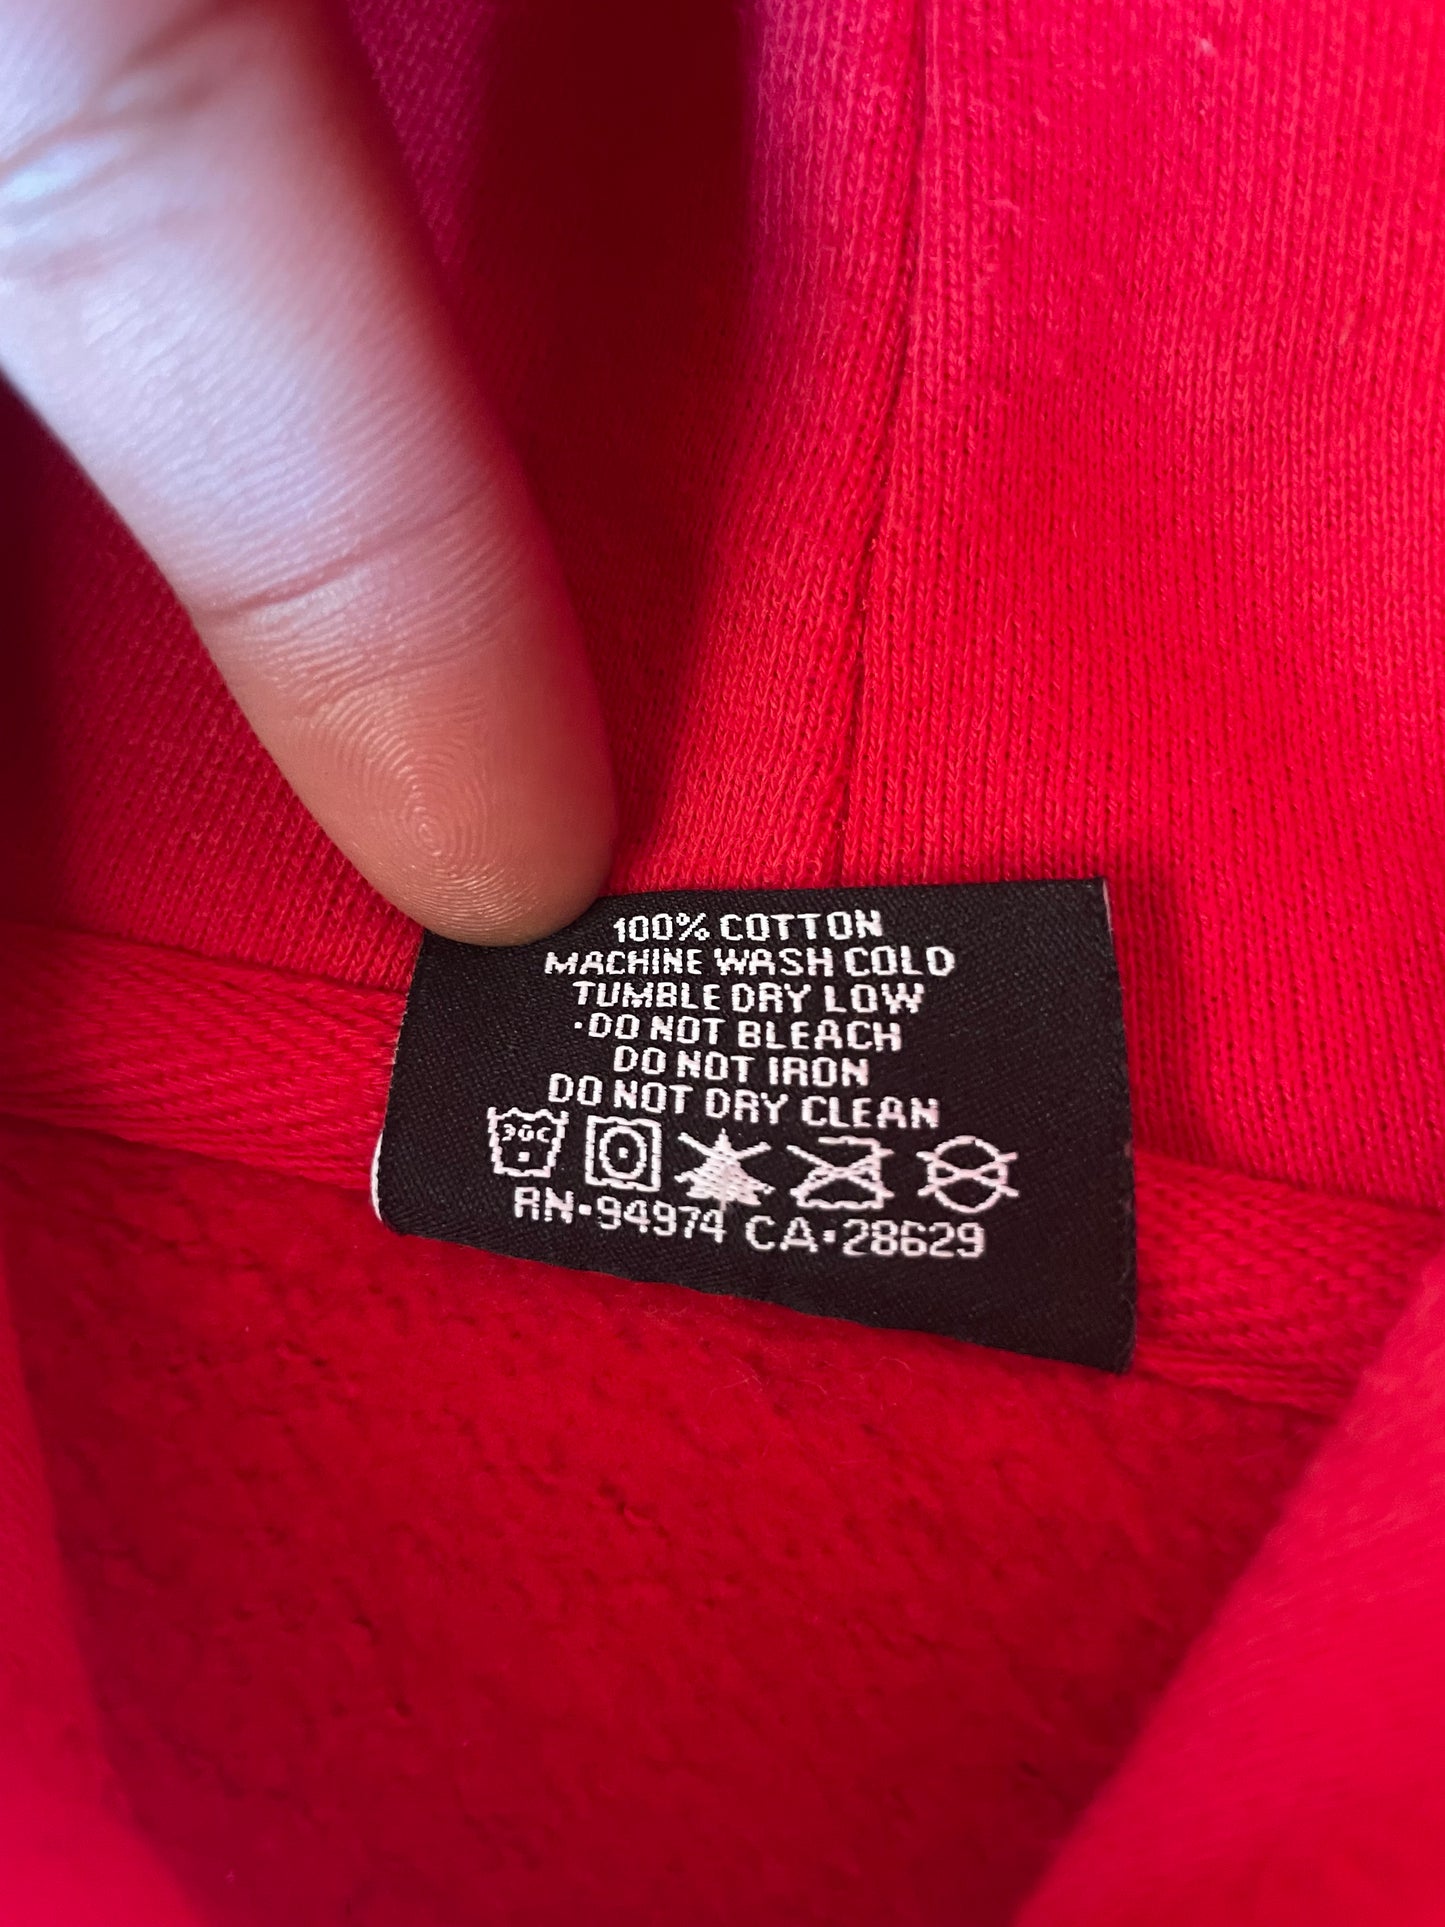 100% COTTON
MACHINE WASH COLD
TUMBLE DRY LOW
·DO NOT BLEACH
DO NOT IRON
DO NOT DRY CLEAN
30C
RN·94974 CA·28629